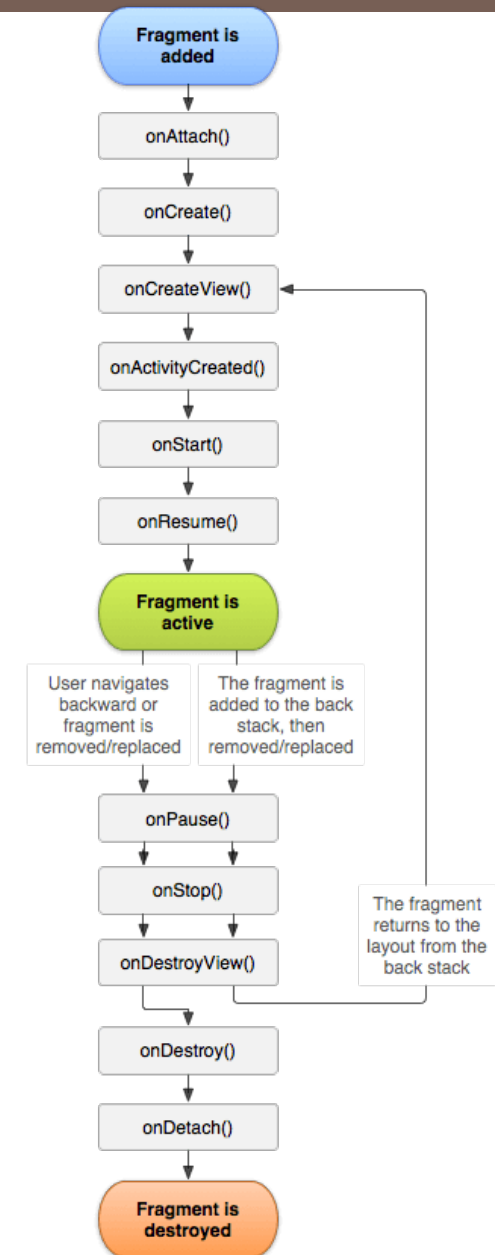 Fragment is
added
onAttach()
onCreate()
onCreateView()
onActivityCreated()
onStart()
onResume()
Fragment is
active
User navigates
backward or
fragment is
removed/replaced
The fragment is
added to the back
stack, then
removed/replaced
onPause()
onStop()
The fragment
returns to the
layout from the
back stack
onDestroyView()
onDestroy()
onDetach()
Fragment is
destroyed